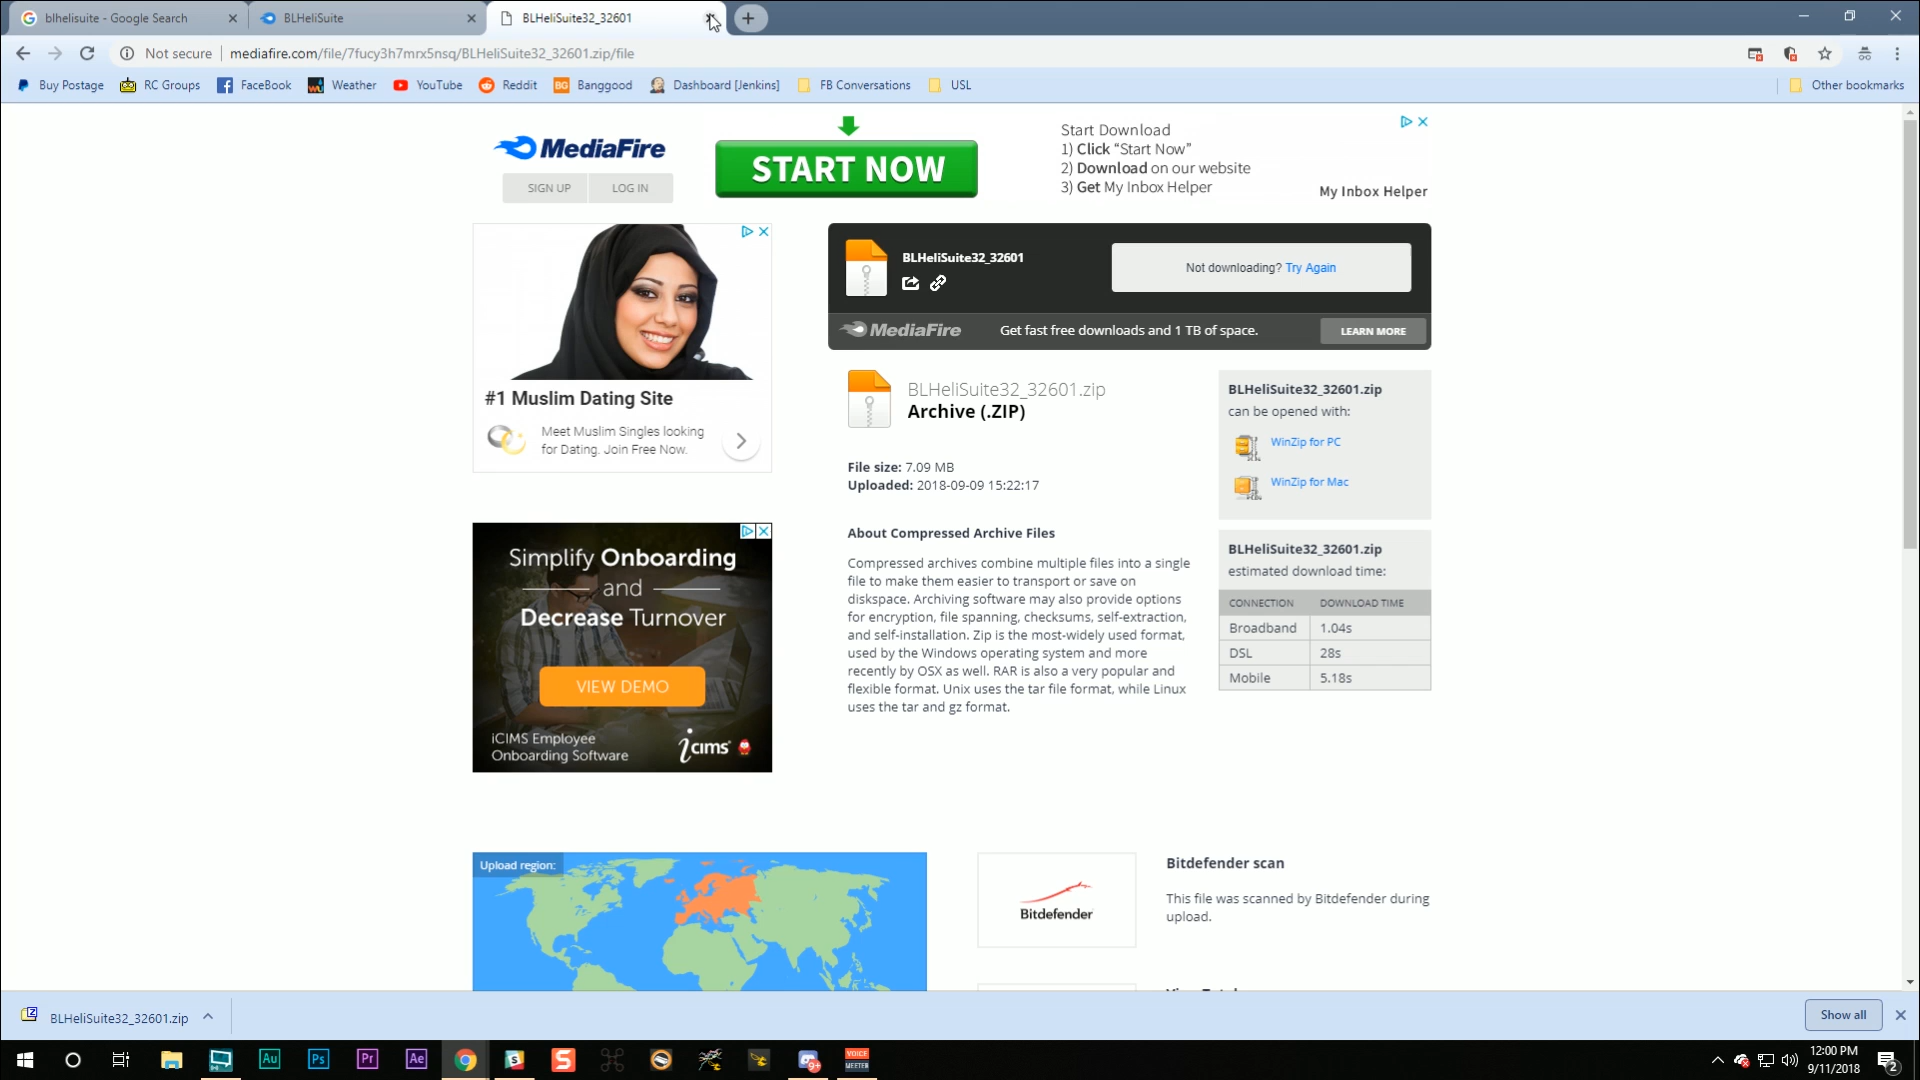 blhelisuite - Google Search
BLHeliSuite
BLHeliSuite32_32601
Not secure
mediafire.com/file/7fucy3h7mrx5nsq/BLHeliSuite32_32601.zip/file
Buy Postage
RC Groups
FaceBook
Weather
YouTube
Reddit
BG
Banggood
Dashboard [Jenkins]
FB Conversations
USL
Other bookmarks
MediaFire
SIGN UP
LOG IN
START NOW
Start Download
1) Click “Start Now”
2) Download on our website
3) Get My Inbox Helper
My Inbox Helper
#1 Muslim Dating Site
Meet Muslim Singles looking
for Dating. Join Free Now.
BLHeliSuite32_32601
Not downloading? Try Again
MediaFire
Get fast free downloads and 1 TB of space.
LEARN MORE
BLHeliSuite32_32601.zip
Archive (.ZIP)
File size: 7.09 MB
Uploaded: 2018-09-09 15:22:17
BLHeliSuite32_32601.zip
can be opened with:
WinZip for PC
WinZip for Mac
Simplify Onboarding
and
Decrease Turnover
VIEW DEMO
iCIMS Employee
Onboarding Software
icims
About Compressed Archive Files
Compressed archives combine multiple files into a single
file to make them easier to transport or save on
diskspace. Archiving software may also provide options
for encryption, file spanning, checksums, self-extraction,
and self-installation. Zip is the most-widely used format,
used by the Windows operating system and more
recently by OSX as well. RAR is also a very popular and
flexible format. Unix uses the tar file format, while Linux
uses the tar and gz format.
BLHeliSuite32_32601.zip
estimated download time:
CONNECTION DOWNLOAD TIME
Broadband 1.04s
DSL 28s
Mobile 5.18s
Upload region:
Bitdefender
Bitdefender scan
This file was scanned by Bitdefender during
upload.
BLHeliSuite32_32601.zip
Show all
Au
Ps
Pr
Ae
S
9+
VOICE
MEETER
12:00 PM
9/11/2018
2